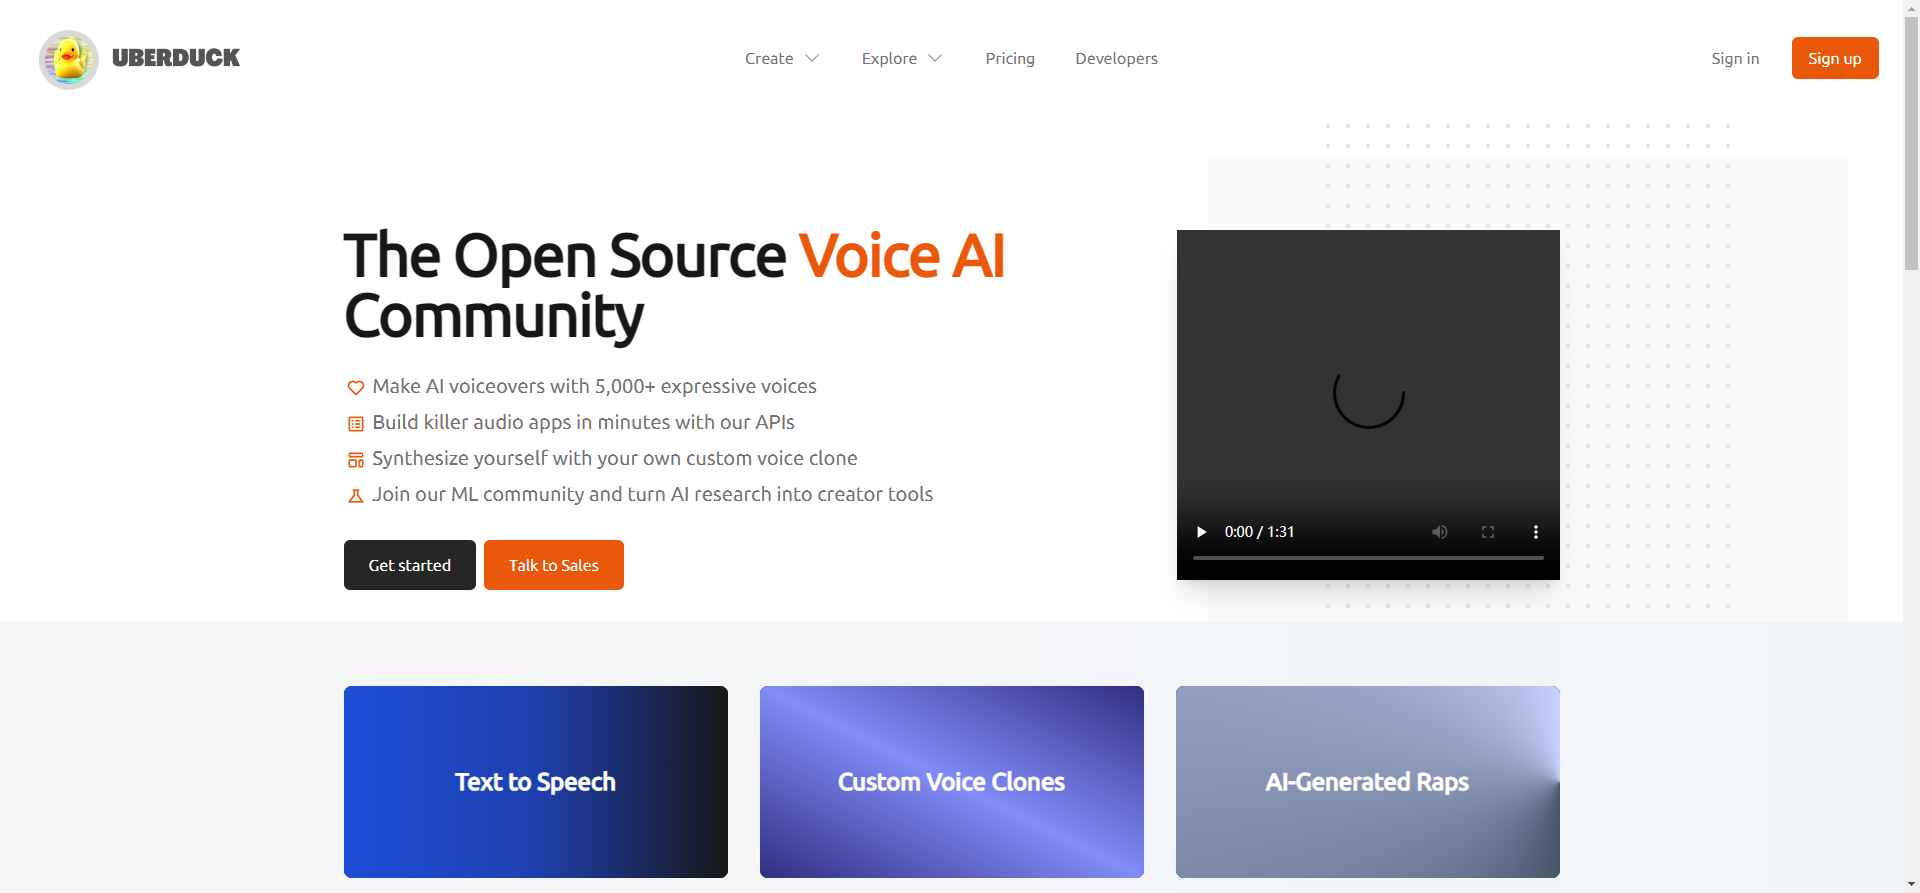 UBERDUCK
Create
Explore
Pricing
Developers
Sign in
Sign up
The Open Source Voice AI
Community
Make AI voiceovers with 5,000+ expressive voices
Build killer audio apps in minutes with our APIs
Synthesize yourself with your own custom voice clone
Join our ML community and turn AI research into creator tools
Get started
Talk to Sales
0:00 / 1:31
Text to Speech
Custom Voice Clones
AI-Generated Raps